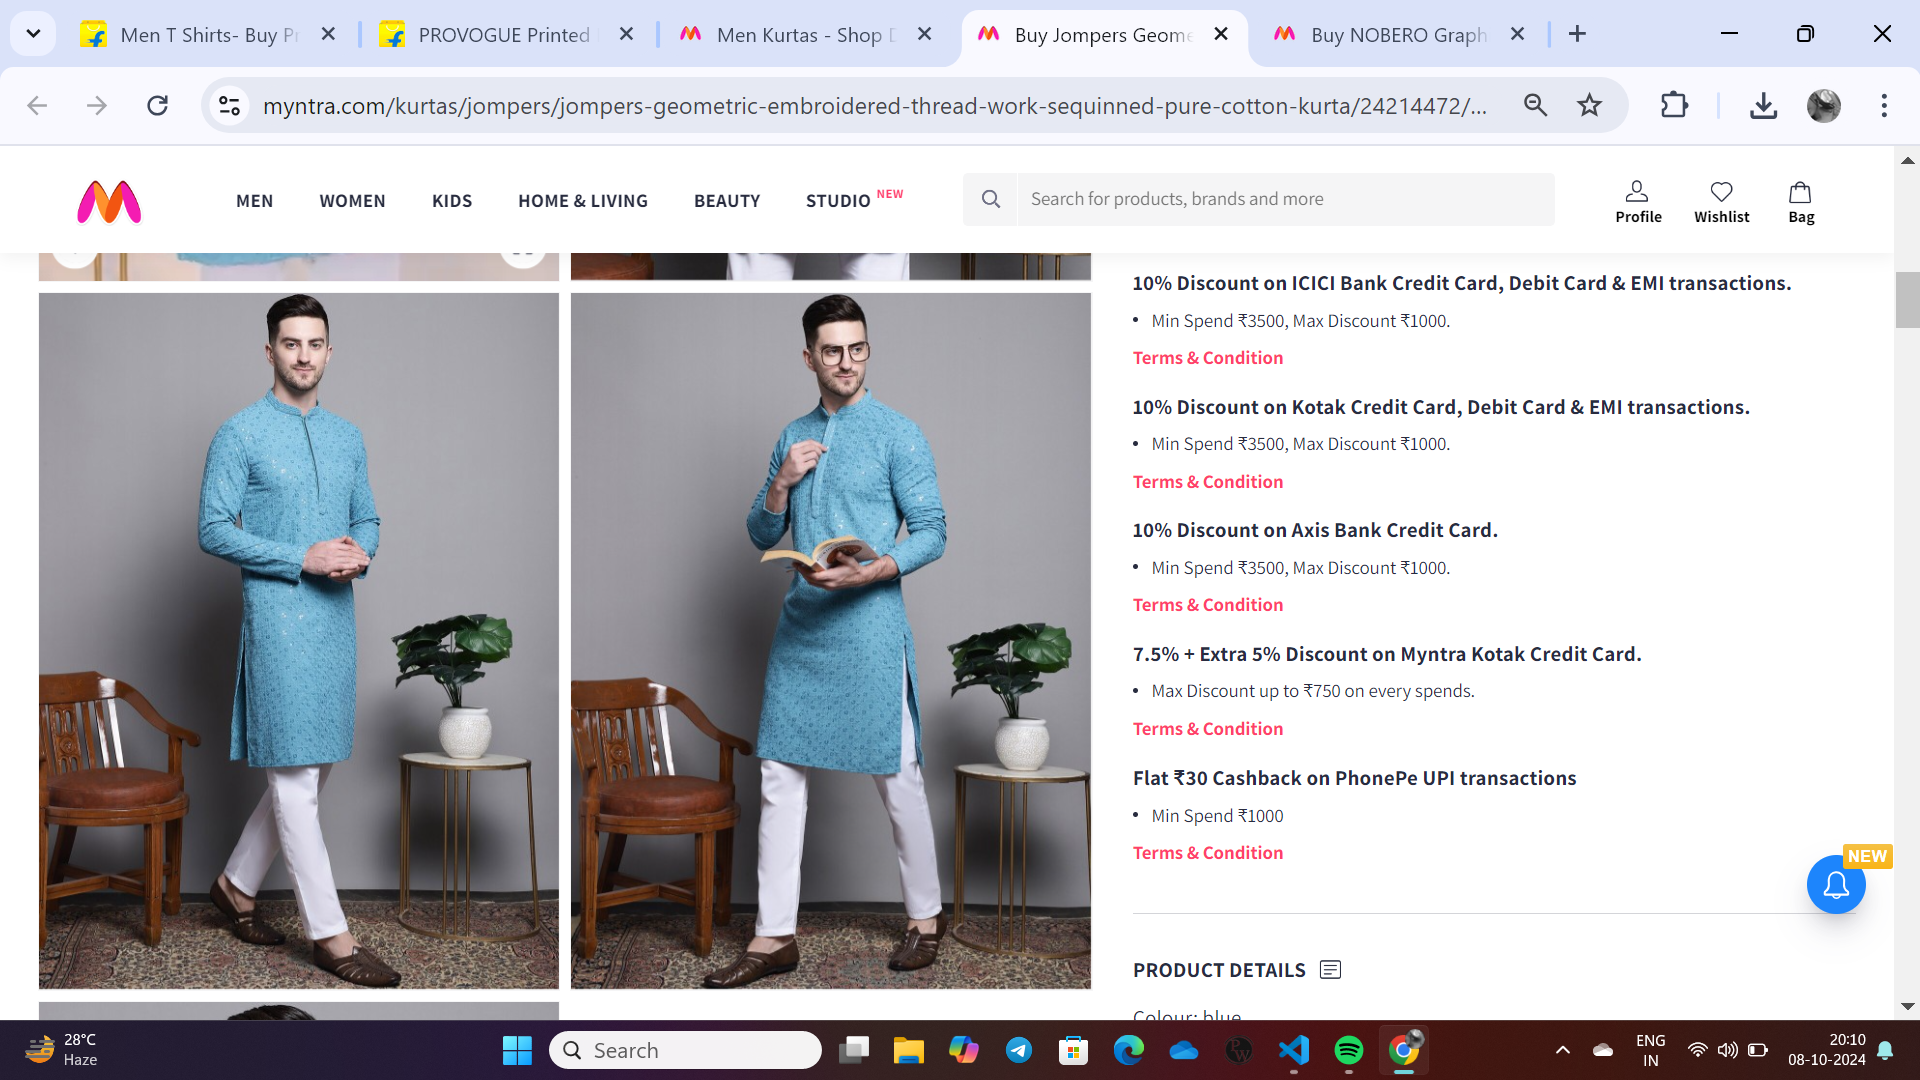 Men T Shirts- Buy Pr
PROVOGUE Printed
Men Kurtas - Shop D
Buy Jompers Geome
Buy NOBERO Graph
myntra.com/kurtas/jompers/jompers-geometric-embroidered-thread-work-sequinned-pure-cotton-kurta/24214472/...
MEN
WOMEN
KIDS
HOME & LIVING
BEAUTY
STUDIO NEW
Search for products, brands and more
Profile
Wishlist
Bag
10% Discount on ICICI Bank Credit Card, Debit Card & EMI transactions.
• Min Spend ₹3500, Max Discount ₹1000.
Terms & Condition
10% Discount on Kotak Credit Card, Debit Card & EMI transactions.
• Min Spend ₹3500, Max Discount ₹1000.
Terms & Condition
10% Discount on Axis Bank Credit Card.
• Min Spend ₹3500, Max Discount ₹1000.
Terms & Condition
7.5% + Extra 5% Discount on Myntra Kotak Credit Card.
• Max Discount up to ₹750 on every spends.
Terms & Condition
Flat ₹30 Cashback on PhonePe UPI transactions
• Min Spend ₹1000
Terms & Condition
NEW
PRODUCT DETAILS
Colour: blue
28°C
Haze
Search
ENG
IN
20:10
08-10-2024